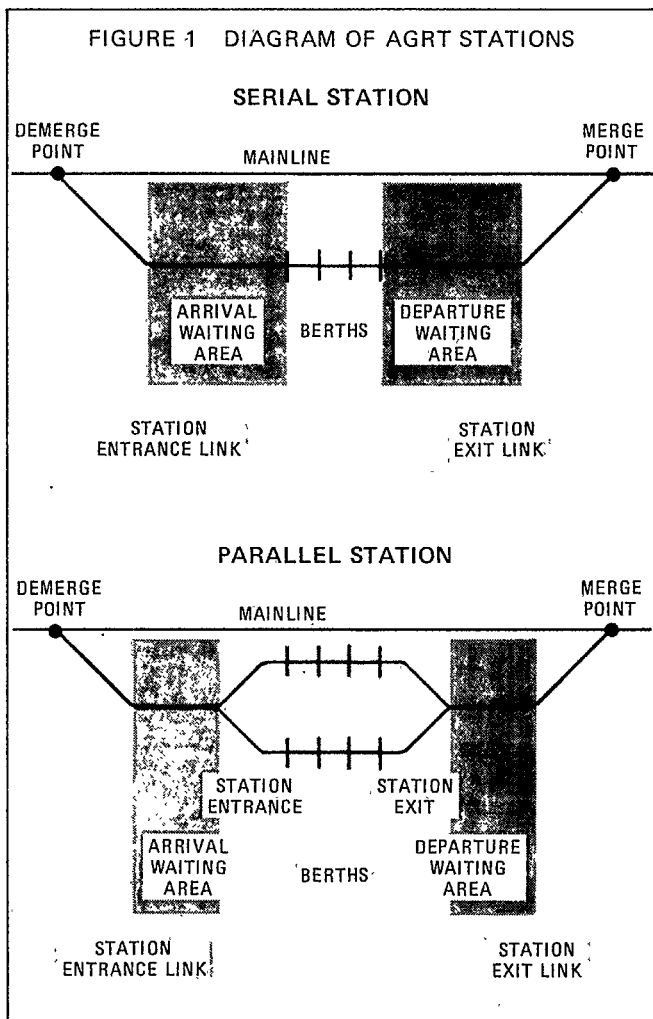 FIGURE 1 DIAGRAM OF AGRT STATIONS
SERIAL STATION
DEMERGE
POINT
MAINLINE
MERGE
POINT
ARRIVAL
WAITING
AREA
BERTHS
DEPARTURE
WAITING
AREA
STATION
ENTRANCE LINK
STATION
EXIT LINK
PARALLEL STATION
DEMERGE
POINT
MAINLINE
MERGE
POINT
STATION
ENTRANCE
STATION
EXIT
ARRIVAL
WAITING
AREA
BERTHS
DEPARTURE
WAITING
AREA
STATION
ENTRANCE LINK
STATION
EXIT LINK